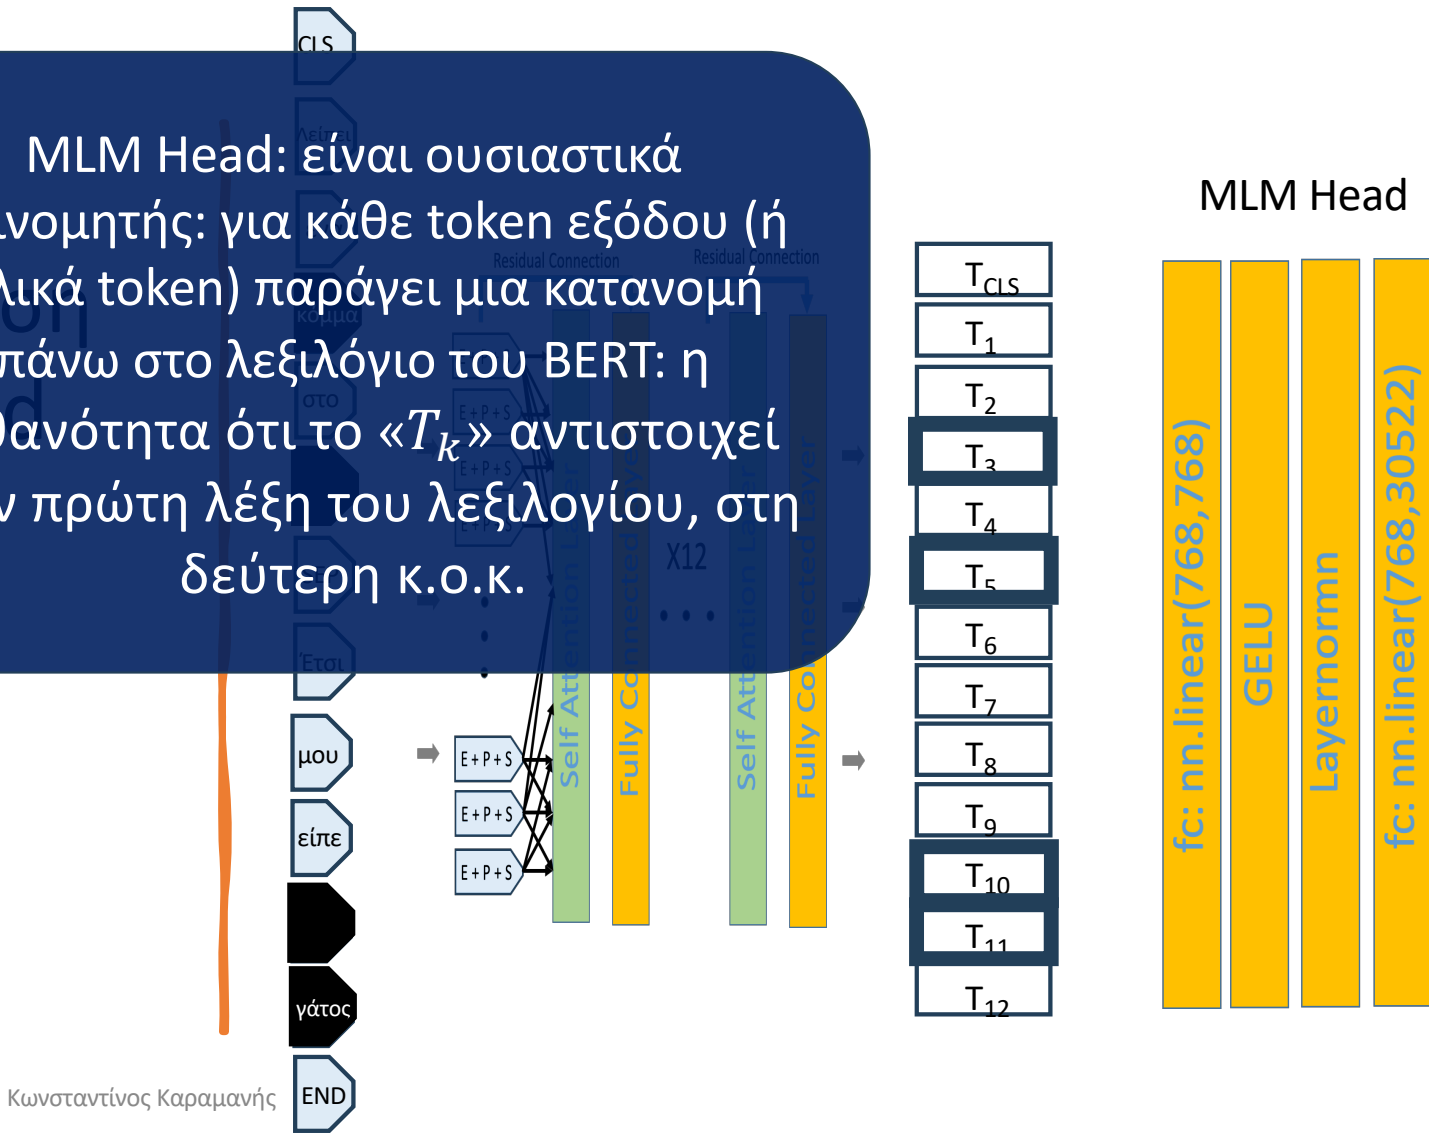 CLS
Λείπει
MLM Head: είναι ουσιαστικά
για κάθε token εξόδου (ή
token) παράγει μια κατανομή
πάνω στο λεξιλόγιο του BERT: η
ότι το «Tk» αντιστοιχεί
πρώτη λέξη του λεξιλογίου, στη
δεύτερη κ.ο.κ.
κόμμα
στο
Έτσι
μου
είπε
γάτος
END
Residual Connection
Residual Connection
E + P + S
E + P + S
E + P + S
E + P + S
E + P + S
E + P + S
Self Attention Layer
Fully Connected Layer
X12
Self Attention Layer
Fully Connected Layer
TCLS
T1
T2
T3
T4
T5
T6
T7
T8
T9
T10
T11
T12
MLM Head
fc: nn.linear(768,768)
GELU
Layernormn
fc: nn.linear(768,30522)
Κωνσταντίνος Καραμανής